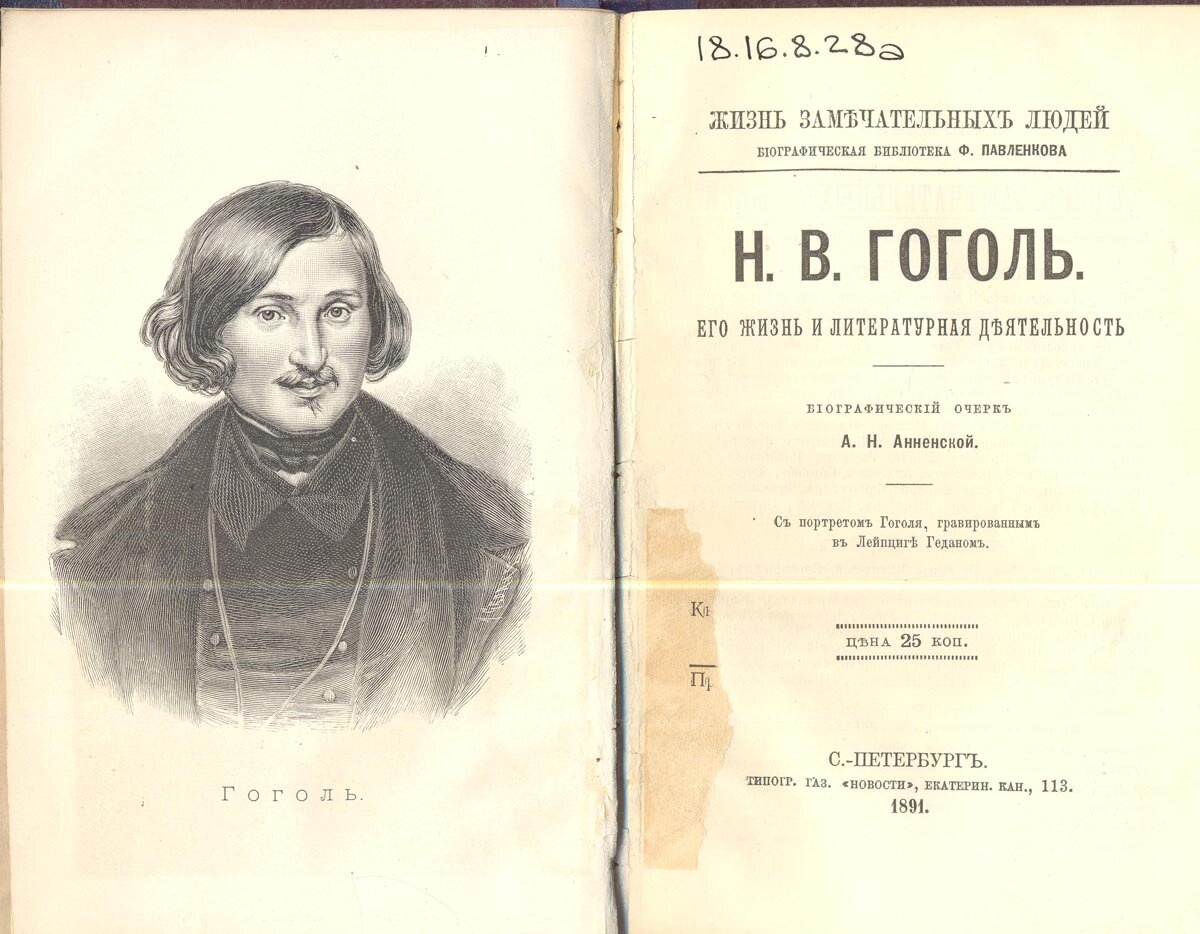 Гоголь.
18.16.8.28а
ЖИЗНЬ ЗАМѢЧАТЕЛЬНЫХЪ ЛЮДЕЙ
БІОГРАФИЧЕСКАЯ БИБЛІОТЕКА Ф. ПАВЛЕНКОВА
Н. В. ГОГОЛЬ.
ЕГО ЖИЗНЬ И ЛИТЕРАТУРНАЯ ДѢЯТЕЛЬНОСТЬ
БІОГРАФИЧЕСКІЙ ОЧЕРКЪ
А. Н. Анненской.
Съ портретомъ Гоголя, гравированнымъ
въ Лейпцигѣ Геданомъ.
ЦѢНА 25 КОП.
С.-ПЕТЕРБУРГЪ.
ТИПОГР. ГАЗ. «НОВОСТИ», ЕКАТЕРИН. КАН., 113.
1891.